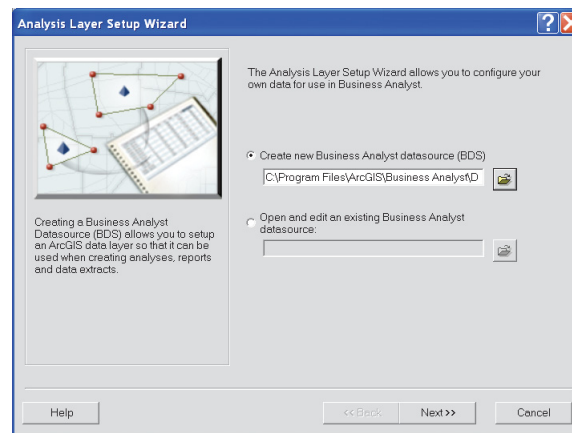 Analysis Layer Setup Wizard
The Analysis Layer Setup Wizard allows you to configure your
own data for use in Business Analyst.
Create new Business Analyst datasource (BDS)
C:\Program Files\ArcGIS\Business Analyst\D
Open and edit an existing Business Analyst
datasource:
Creating a Business Analyst
Datasource (BDS) allows you to setup
an ArcGIS data layer so that it can be
used when creating analyses, reports
and data extracts.
Help
<< Back
Next >>
Cancel